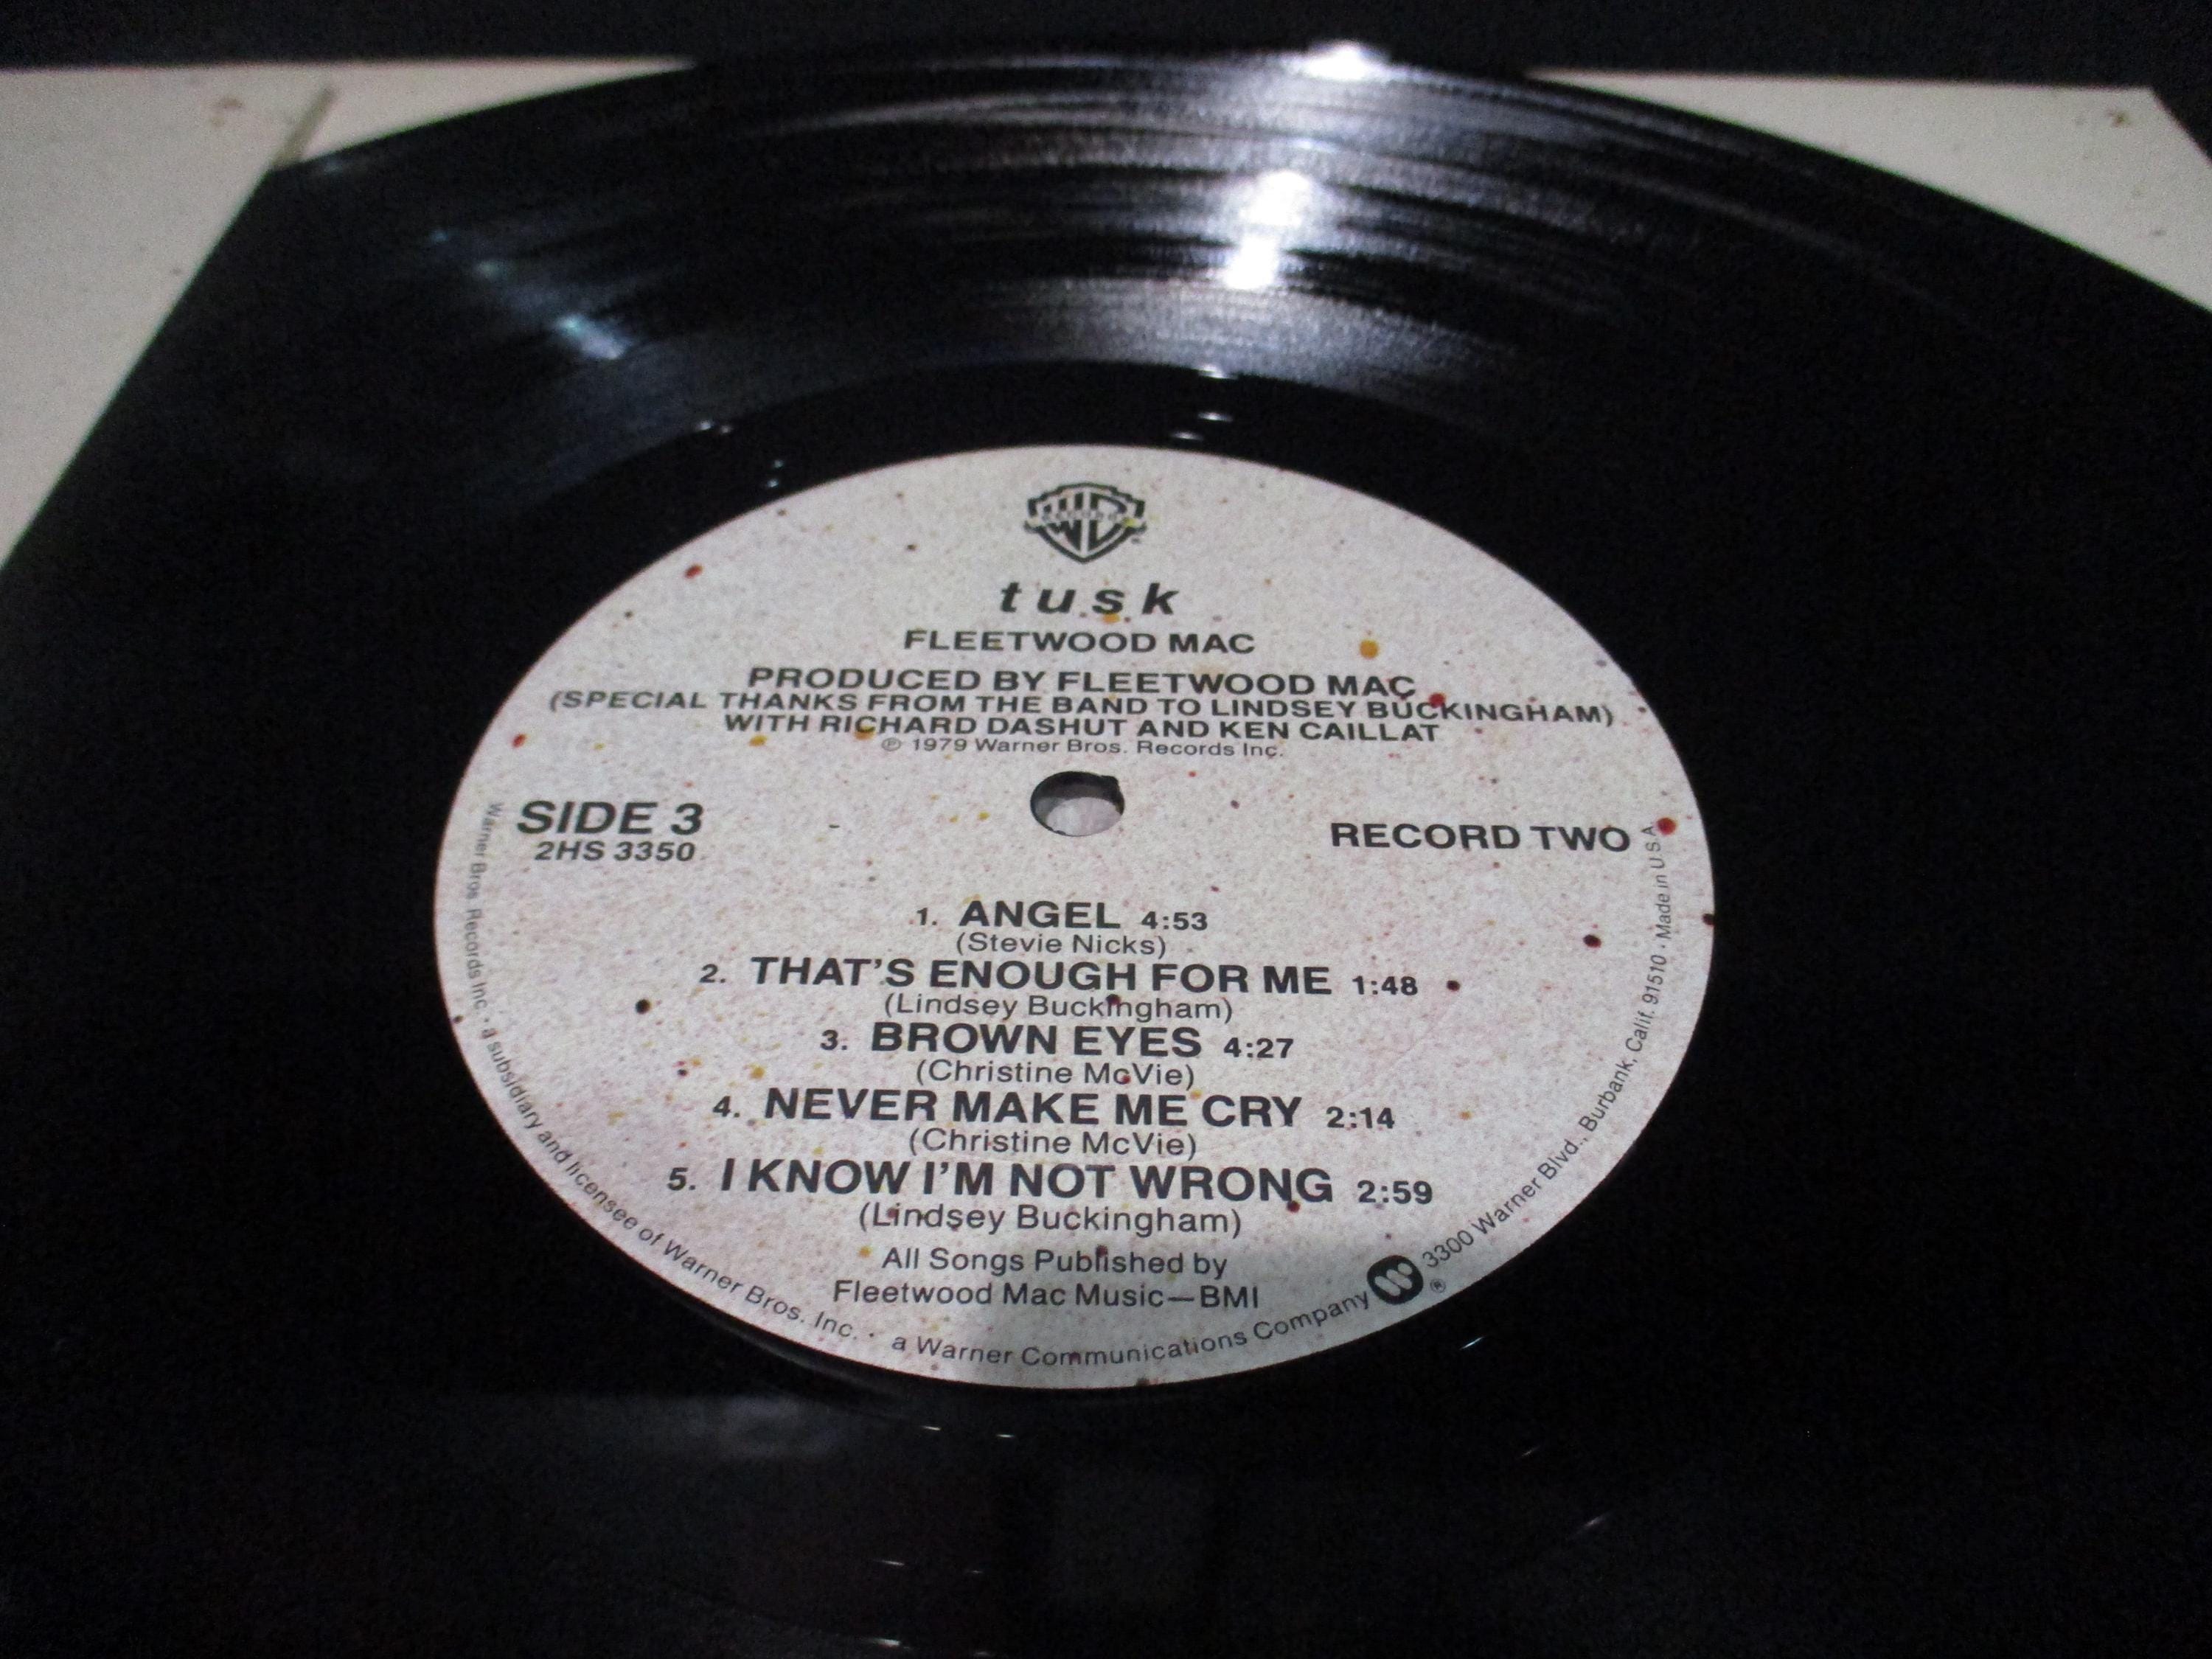 WB
RECORDS
tusk
FLEETWOOD MAC
PRODUCED BY FLEETWOOD MAC
(SPECIAL THANKS FROM THE BAND TO LINDSEY BUCKINGHAM)
WITH RICHARD DASHUT AND KEN CAILLAT
℗ 1979 Warner Bros. Records Inc.
SIDE 3
2HS 3350
RECORD TWO
1. ANGEL 4:53
(Stevie Nicks)
2. THAT'S ENOUGH FOR ME 1:48
(Lindsey Buckingham)
3. BROWN EYES 4:27
(Christine McVie)
4. NEVER MAKE ME CRY 2:14
(Christine McVie)
5. I KNOW I'M NOT WRONG 2:59
(Lindsey Buckingham)
All Songs Published by
Fleetwood Mac Music—BMI
Warner Bros. Records Inc. • a subsidiary and licensee of Warner Bros. Inc. • a Warner Communications Company ® 3300 Warner Blvd., Burbank, Calif. 91510 • Made in U S A